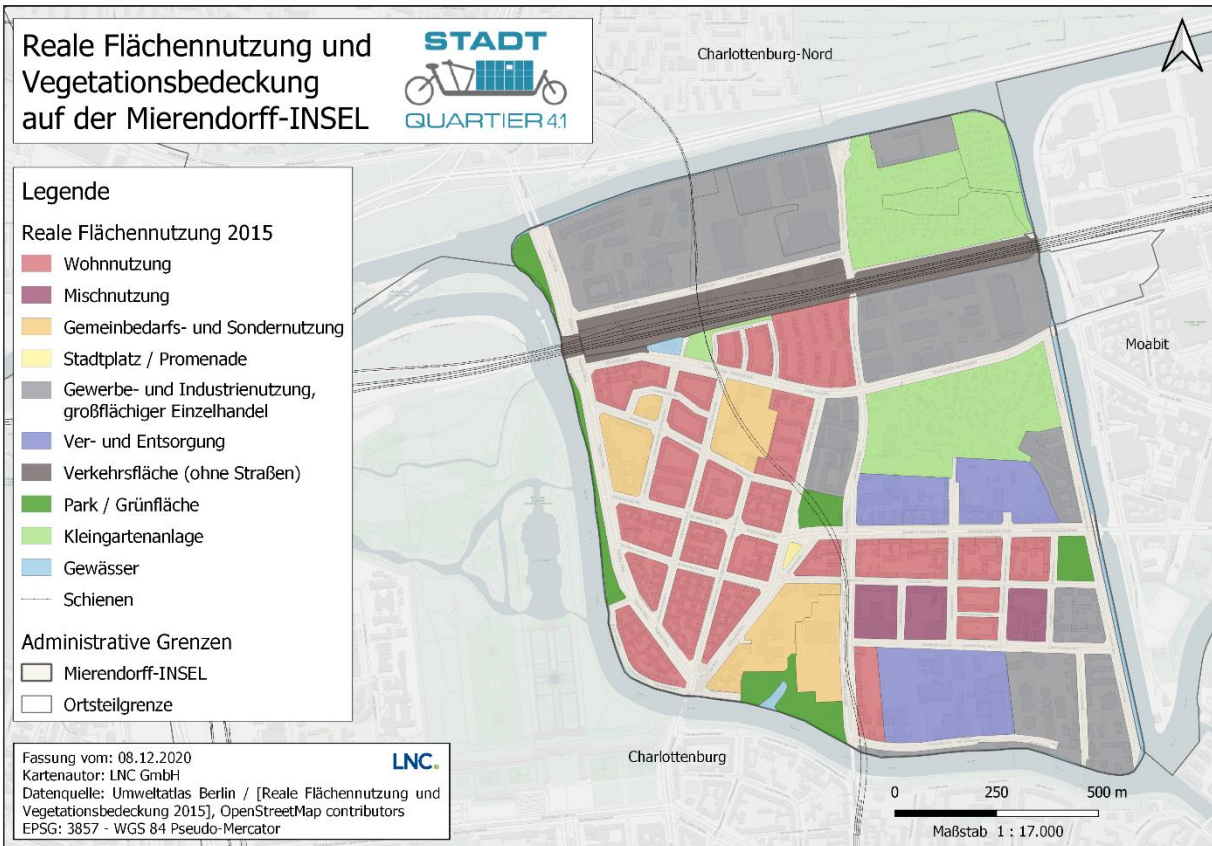 Reale Flächennutzung und
Vegetationsbedeckung
auf der Mierendorff-INSEL
STADT
QUARTIER 4.1
Legende
Reale Flächennutzung 2015
Wohnnutzung
Mischnutzung
Gemeinbedarfs- und Sondernutzung
Stadtplatz / Promenade
Gewerbe- und Industrienutzung,
großflächiger Einzelhandel
Ver- und Entsorgung
Verkehrsfläche (ohne Straßen)
Park / Grünfläche
Kleingartenanlage
Gewässer
Schienen
Administrative Grenzen
Mierendorff-INSEL
Ortsteilgrenze
Fassung vom: 08.12.2020
Kartenautor: LNC GmbH
LNC.
Datenquelle: Umweltatlas Berlin / [Reale Flächennutzung und
Vegetationsbedeckung 2015], OpenStreetMap contributors
EPSG: 3857 - WGS 84 Pseudo-Mercator
Charlottenburg-Nord
Moabit
Charlottenburg
0 250 500 m
Maßstab 1 : 17.000